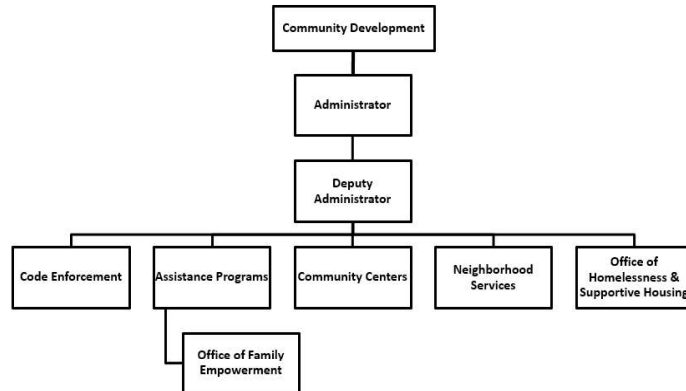 Community Development
Administrator
Deputy
Administrator
Code Enforcement
Assistance Programs
Community Centers
Neighborhood
Services
Office of
Homelessness &
Supportive Housing
Office of Family
Empowerment